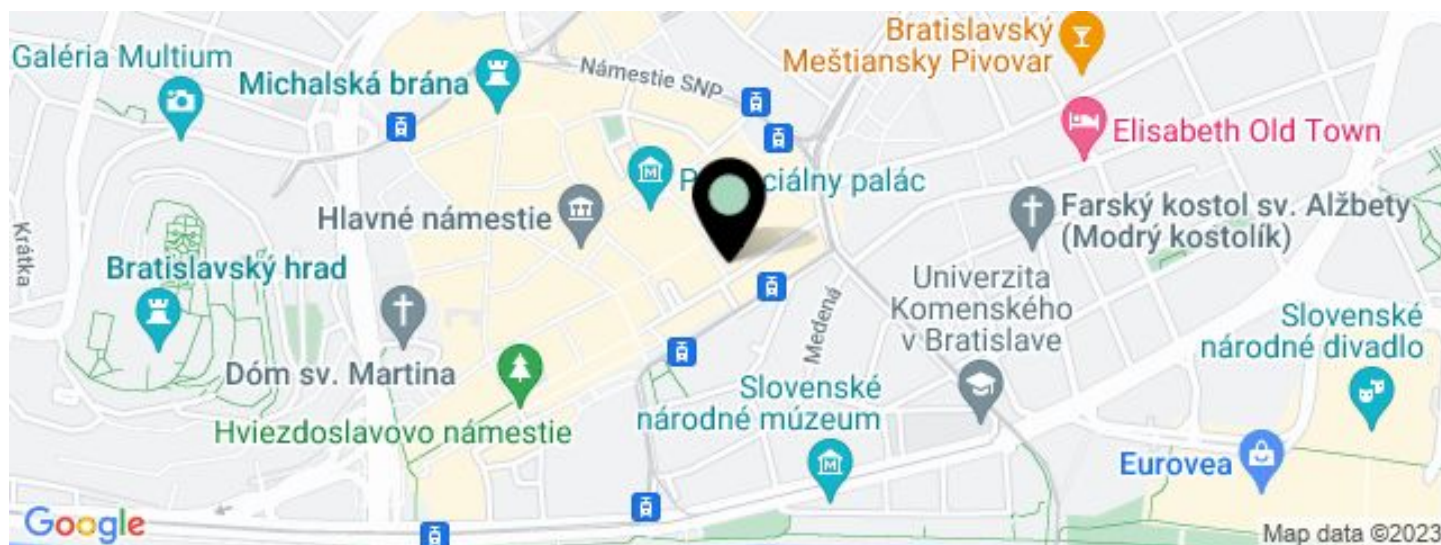 Galéria Multium
Michalská brána
Námestie SNP
Bratislavský
Meštiansky Pivovar
Elisabeth Old Town
Hlavné námestie
Farský kostol sv. Alžbety
(Modrý kostolík)
Krátka
Bratislavský hrad
Univerzita
Komenského
v Bratislave
Medená
Slovenské
národné divadlo
Dóm sv. Martina
Slovenské
národné múzeum
Hviezdoslavovo námestie
Eurovea
Google
Map data ©2023